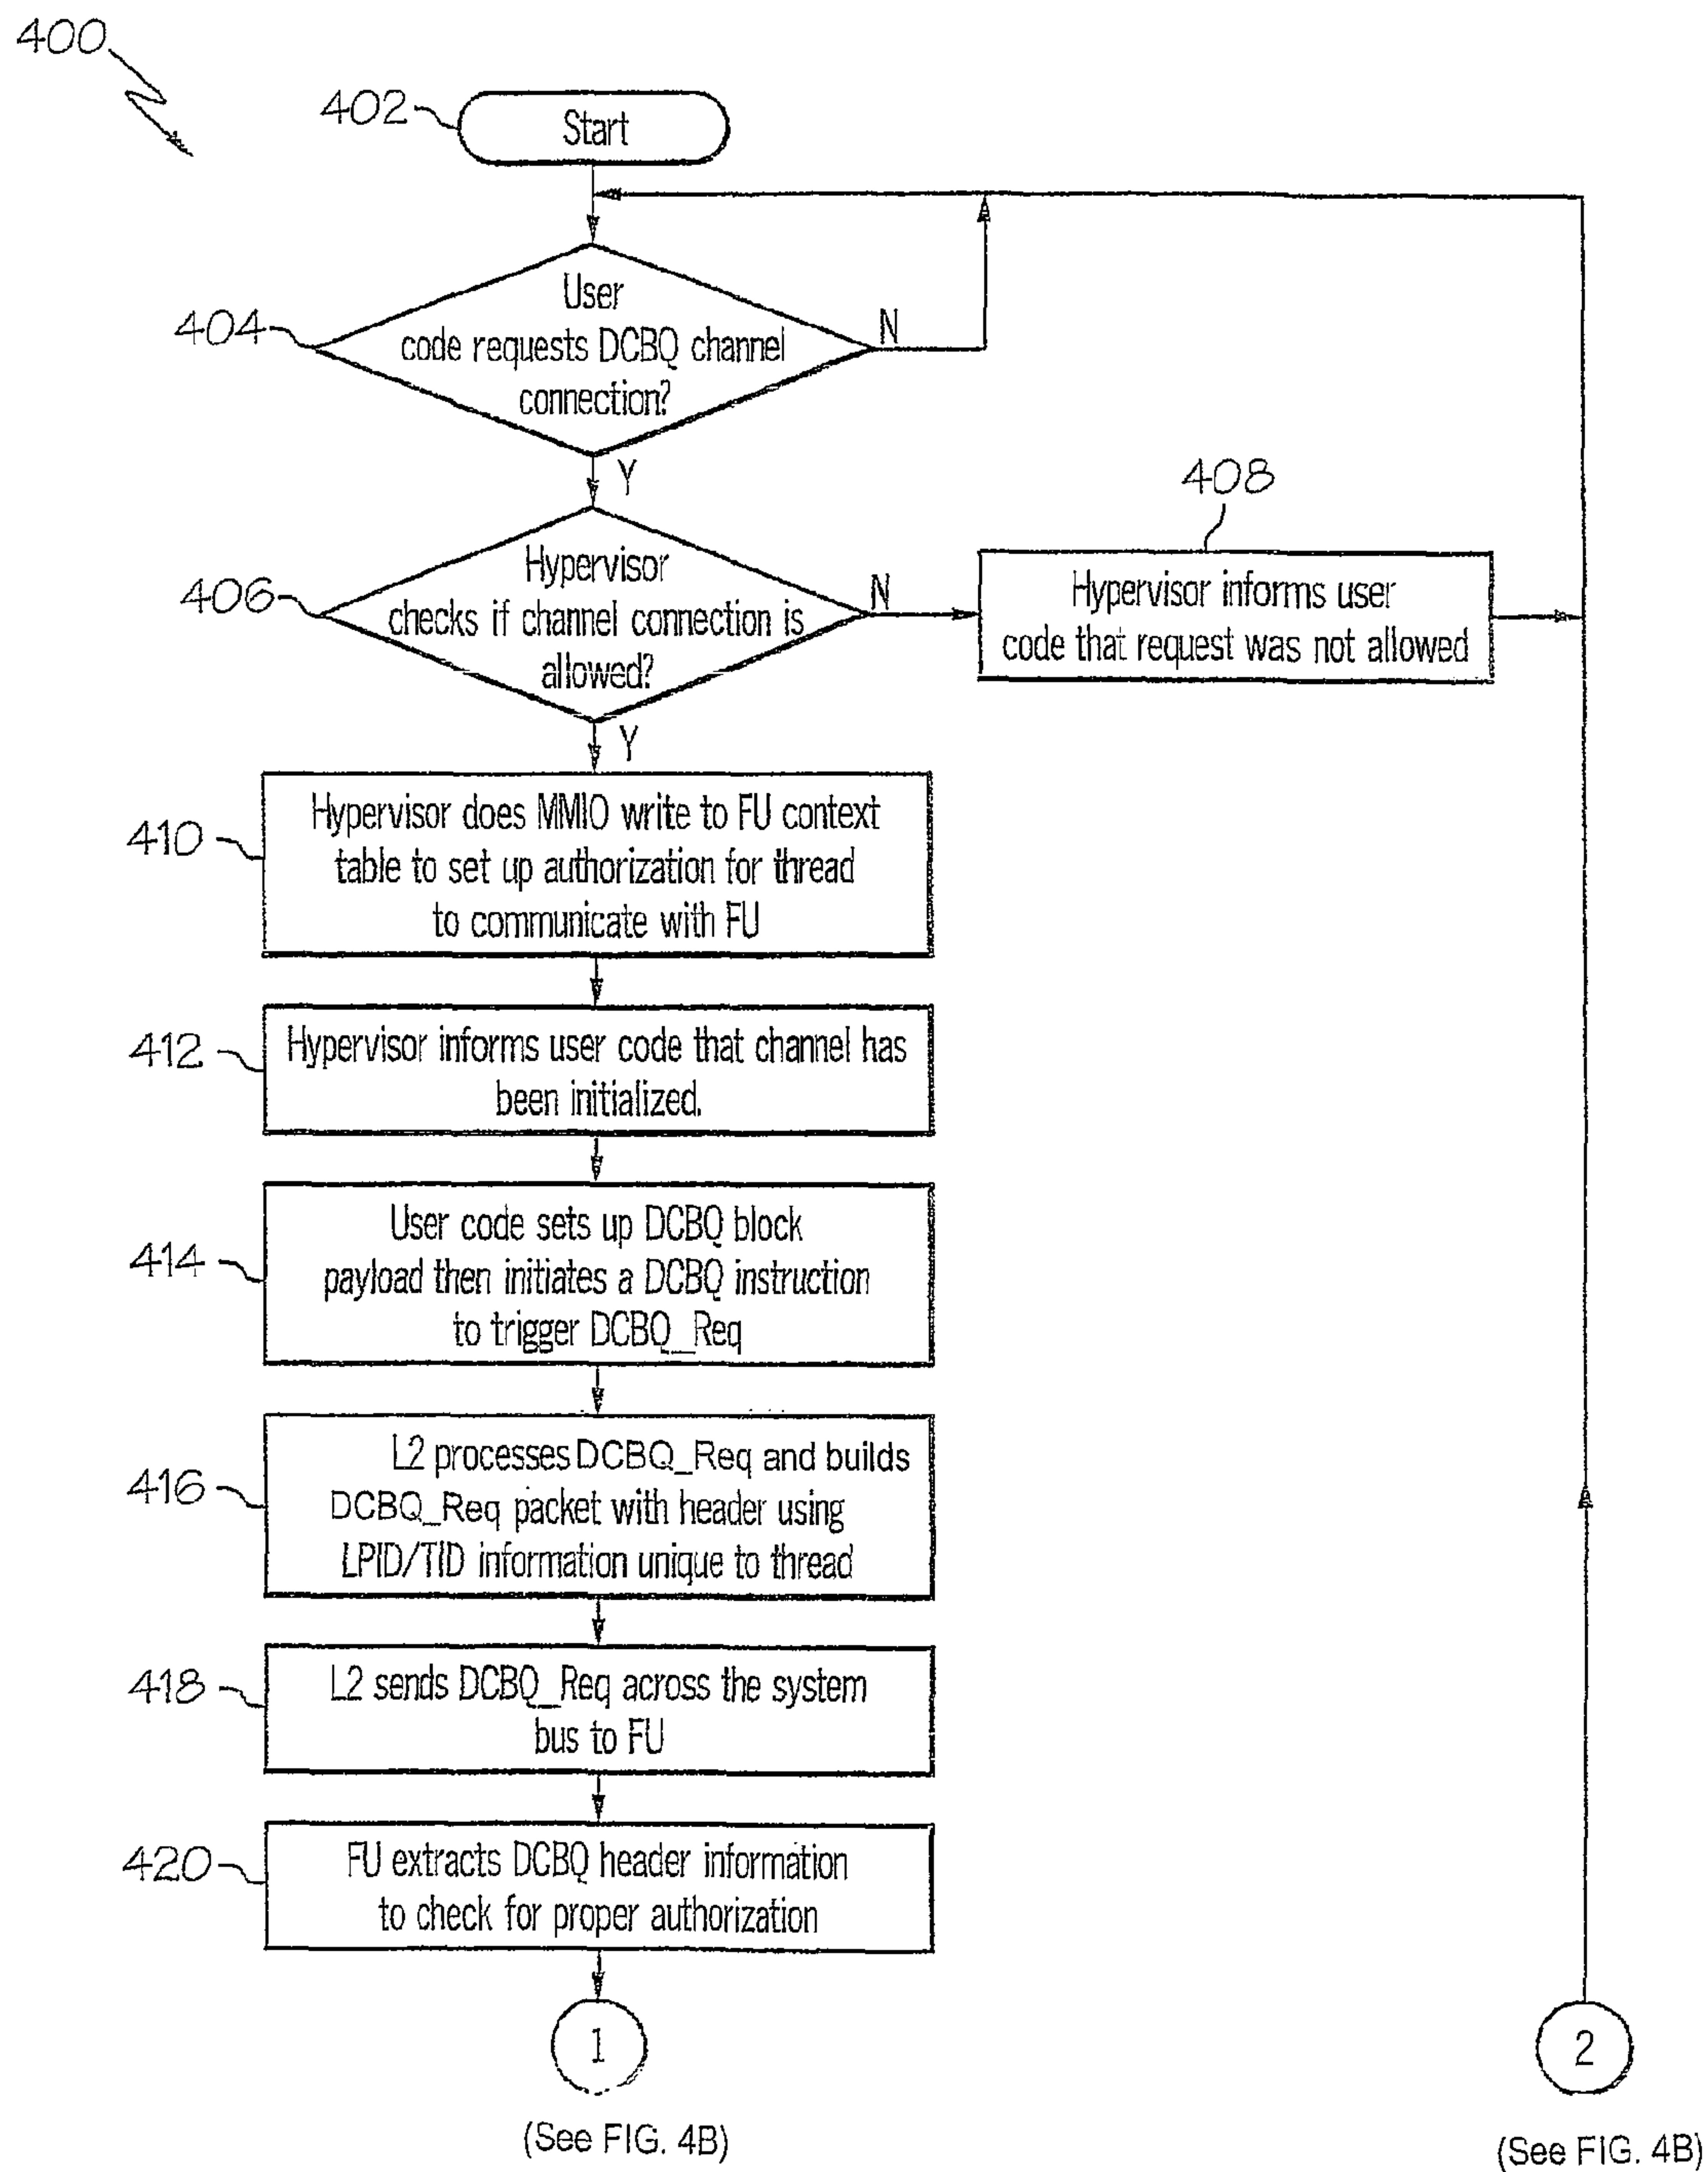 400
402
Start
404
User
code requests DCBQ channel
connection?
N
Y
406
Hypervisor
checks if channel connection is
allowed?
N
408
Hypervisor informs user
code that request was not allowed
Y
410
Hypervisor does MMIO write to FU context
table to set up authorization for thread
to communicate with FU
412
Hypervisor informs user code that channel has
been initialized.
414
User code sets up DCBQ block
payload then initiates a DCBQ instruction
to trigger DCBQ_Req
416
L2 processes DCBQ_Req and builds
DCBQ_Req packet with header using
LPID/TID information unique to thread
418
L2 sends DCBQ_Req across the system
bus to FU
420
FU extracts DCBQ header information
to check for proper authorization
1
(See FIG. 4B)
2
(See FIG. 4B)